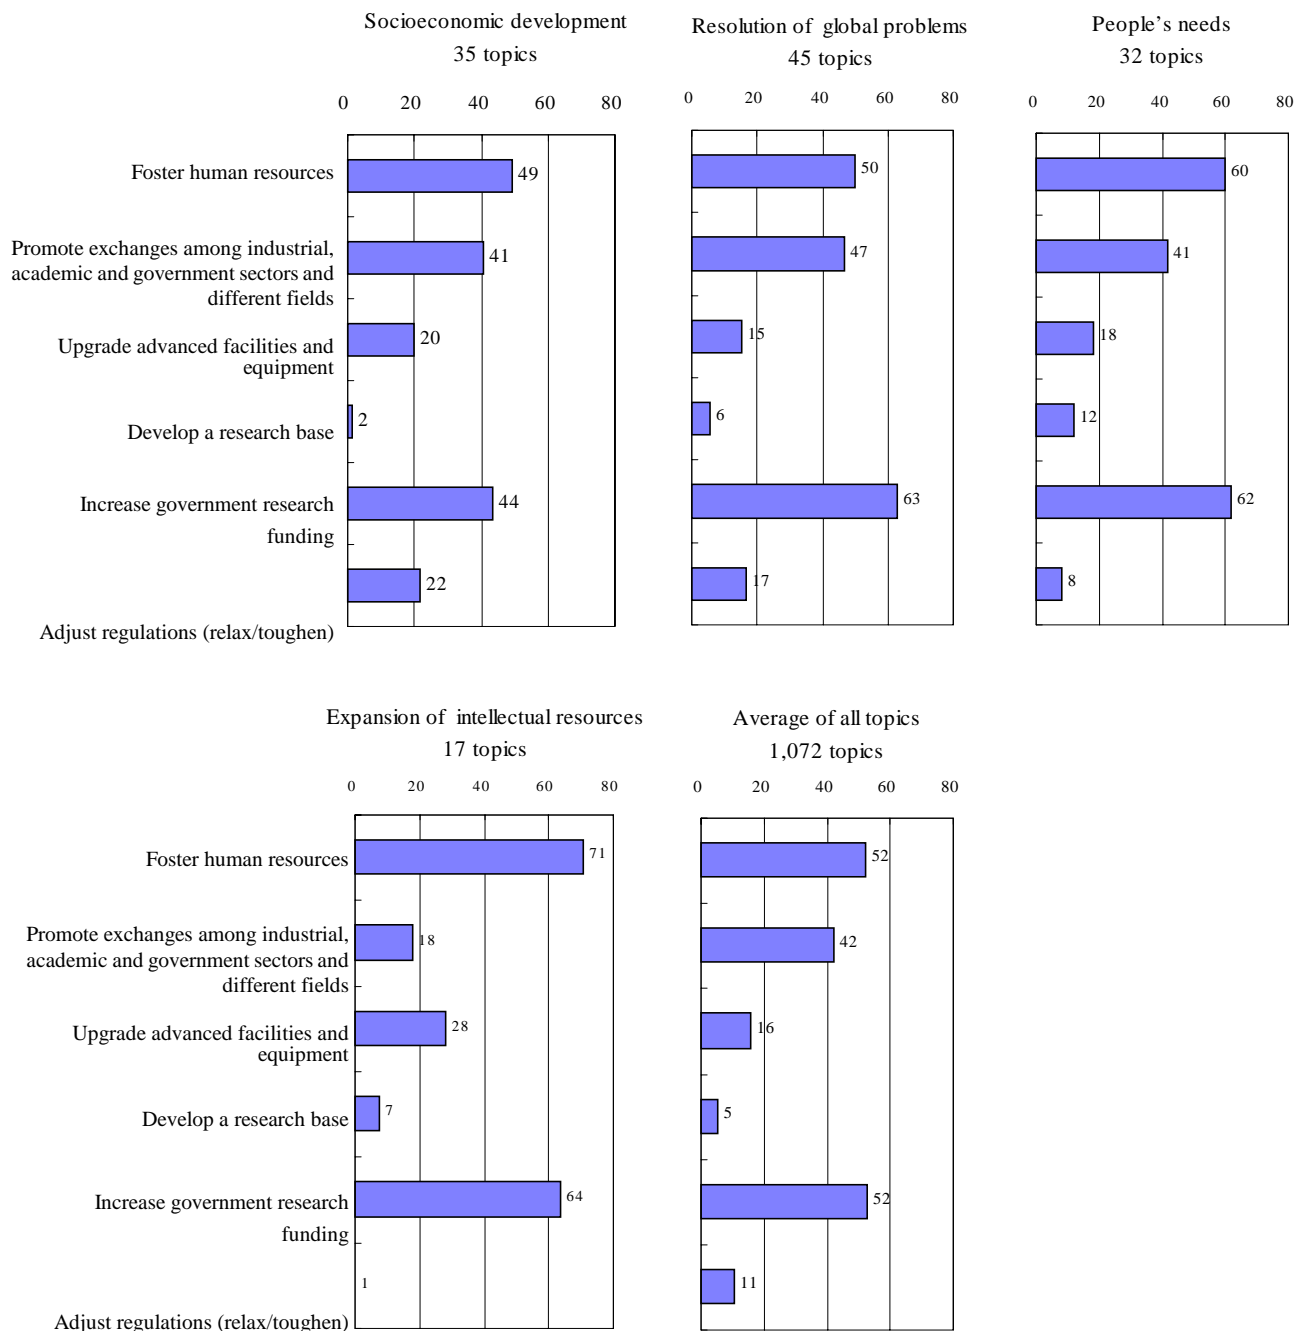 Socioeconomic development
35 topics
Resolution of global problems
45 topics
People's needs
32 topics
0 20 40 60 80
0 20 40 60 80
0 20 40 60 80
Foster human resources
49
50
60
Promote exchanges among industrial,
academic and government sectors and
different fields
41
47
41
Upgrade advanced facilities and
equipment
20
15
18
Develop a research base
2
6
12
Increase government research
funding
44
63
62
Adjust regulations (relax/toughen)
22
17
8
Expansion of intellectual resources
17 topics
Average of all topics
1,072 topics
0 20 40 60 80
0 20 40 60 80
Foster human resources
71
52
Promote exchanges among industrial,
academic and government sectors and
different fields
18
42
Upgrade advanced facilities and
equipment
28
16
Develop a research base
7
5
Increase government research
funding
64
52
Adjust regulations (relax/toughen)
1
11